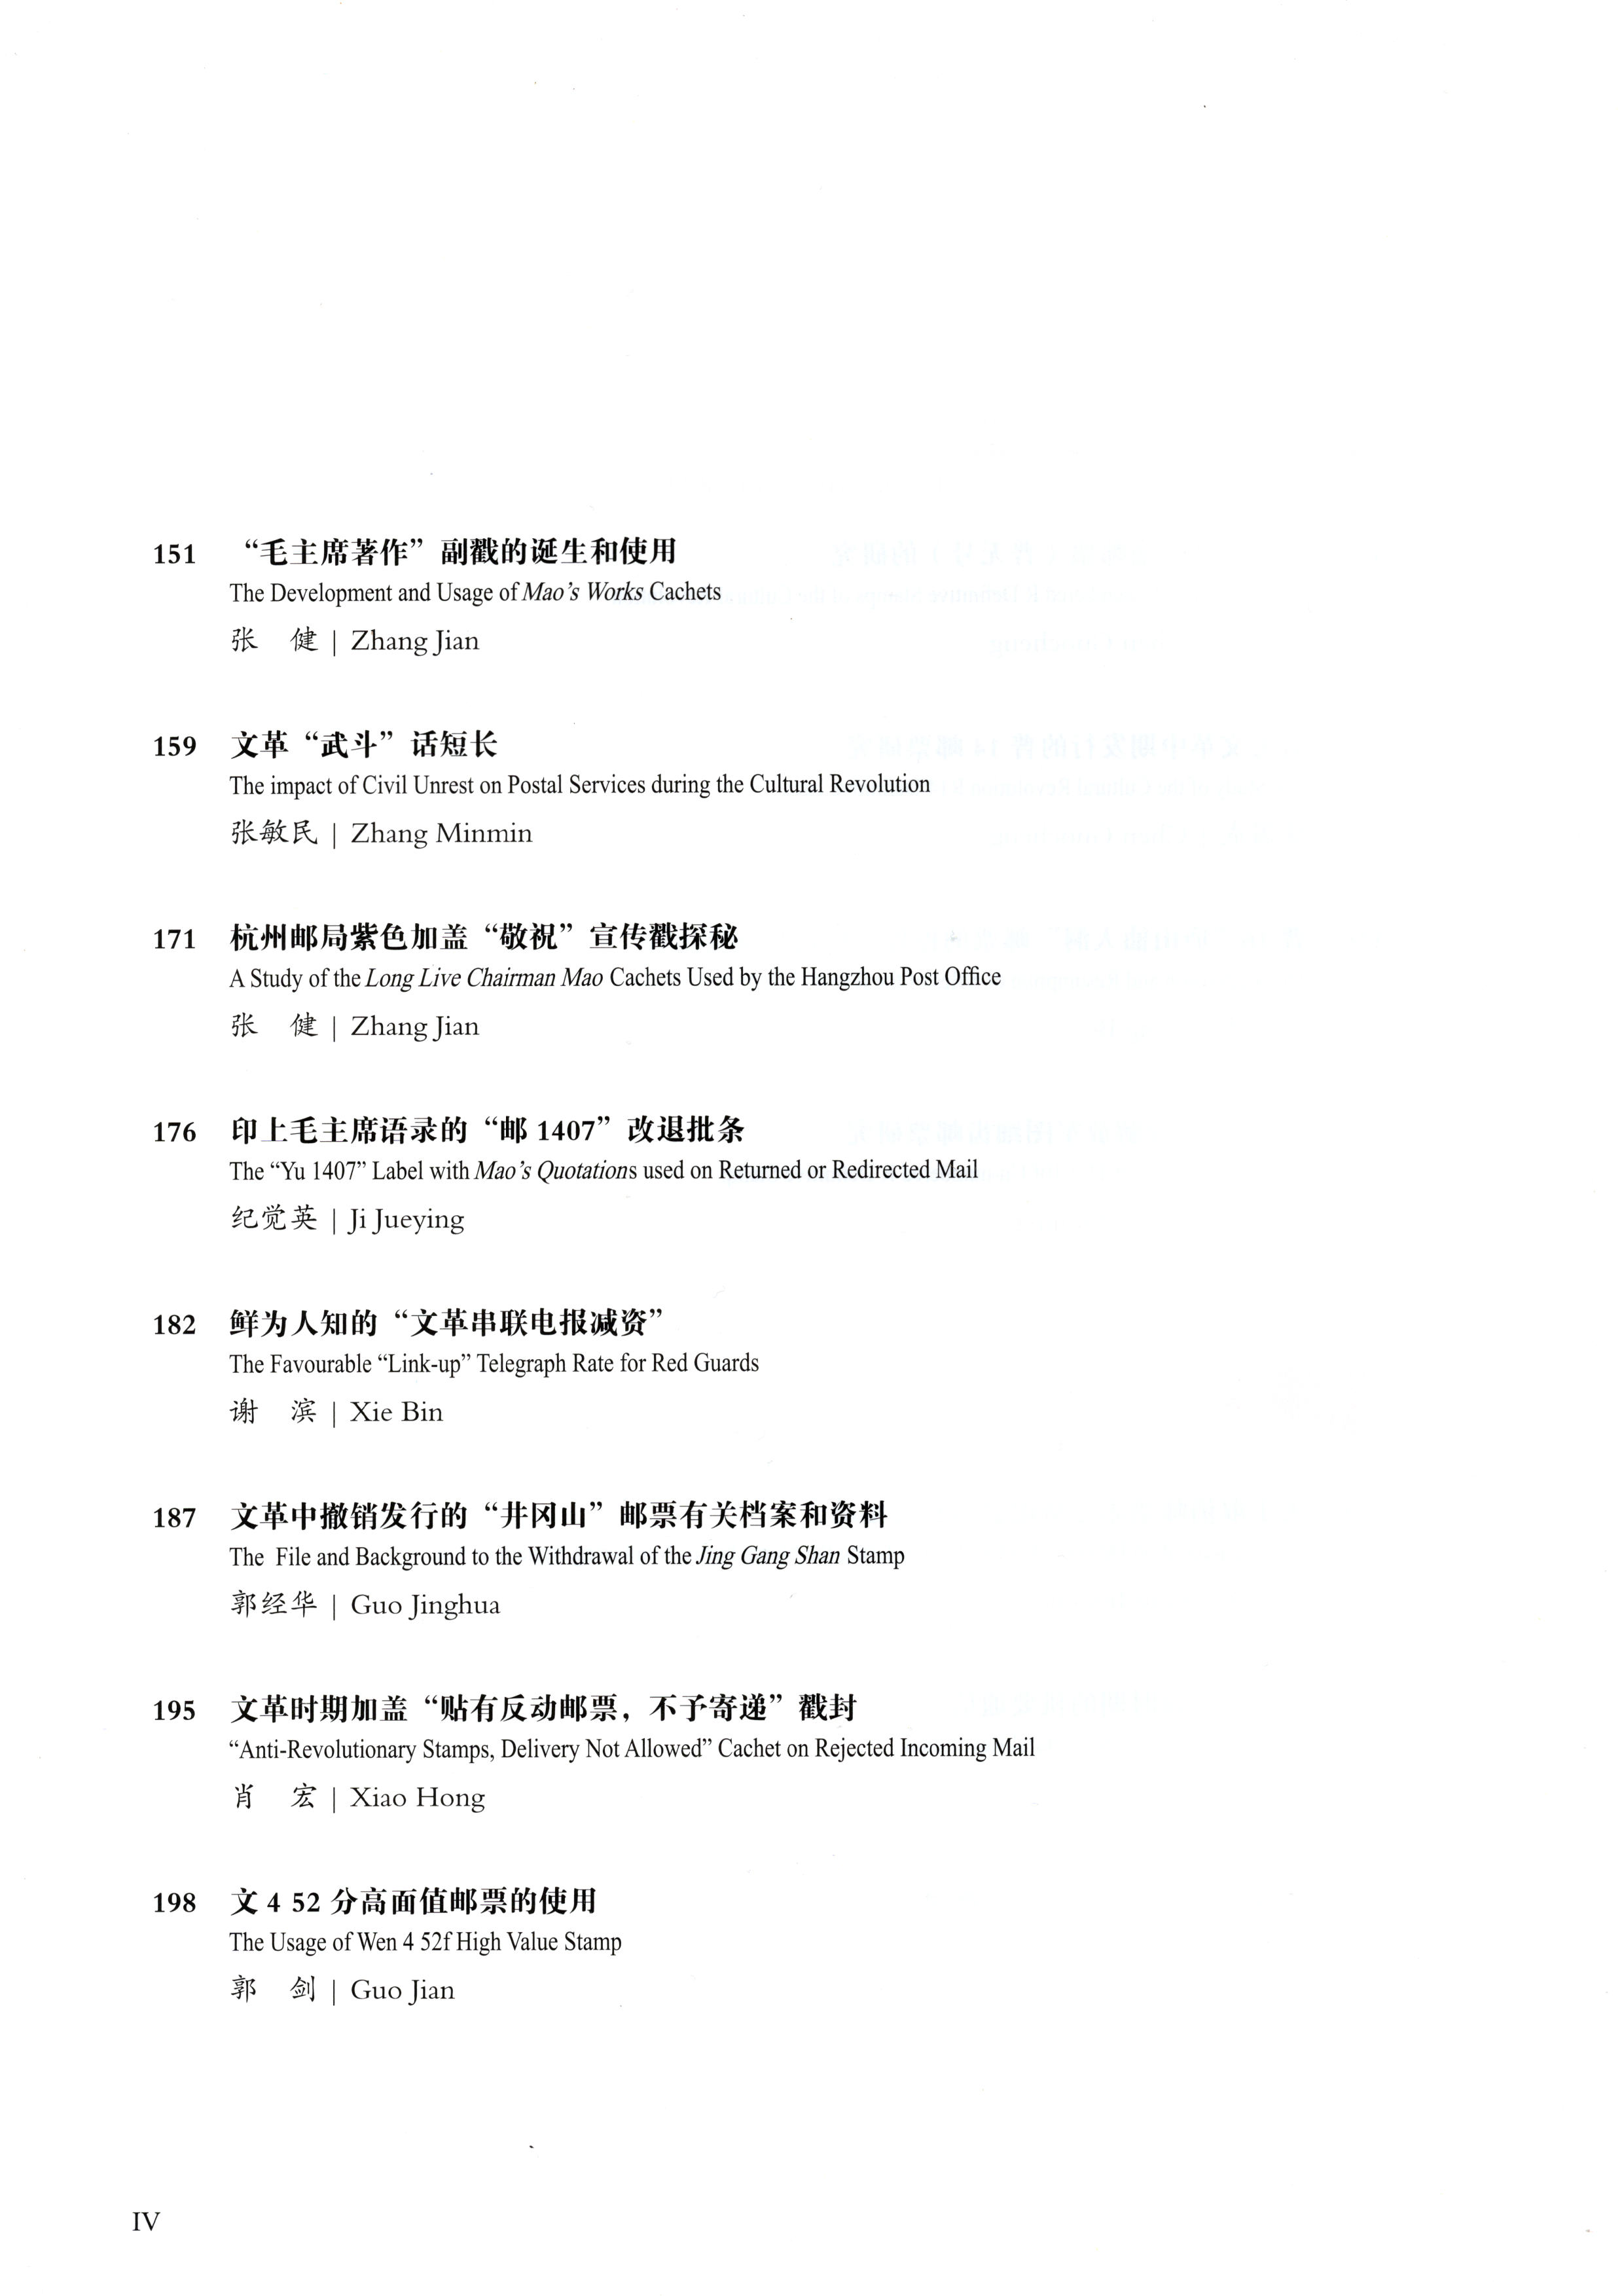 151 “毛主席著作”副戳的诞生和使用
The Development and Usage of Mao’s Works Cachets
张 健 | Zhang Jian
159 文革“武斗”话短长
The impact of Civil Unrest on Postal Services during the Cultural Revolution
张敏民 | Zhang Minmin
171 杭州邮局紫色加盖“敬祝”宣传戳探秘
A Study of the Long Live Chairman Mao Cachets Used by the Hangzhou Post Office
张 健 | Zhang Jian
176 印上毛主席语录的“邮 1407”改退批条
The “Yu 1407” Label with Mao’s Quotations used on Returned or Redirected Mail
纪觉英 | Ji Jueying
182 鲜为人知的“文革串联电报减资”
The Favourable “Link-up” Telegraph Rate for Red Guards
谢 滨 | Xie Bin
187 文革中撤销发行的“井冈山”邮票有关档案和资料
The File and Background to the Withdrawal of the Jing Gang Shan Stamp
郭经华 | Guo Jinghua
195 文革时期加盖“贴有反动邮票，不予寄递”戳封
“Anti-Revolutionary Stamps, Delivery Not Allowed” Cachet on Rejected Incoming Mail
肖 宏 | Xiao Hong
198 文 4 52 分高面值邮票的使用
The Usage of Wen 4 52f High Value Stamp
郭 剑 | Guo Jian
IV